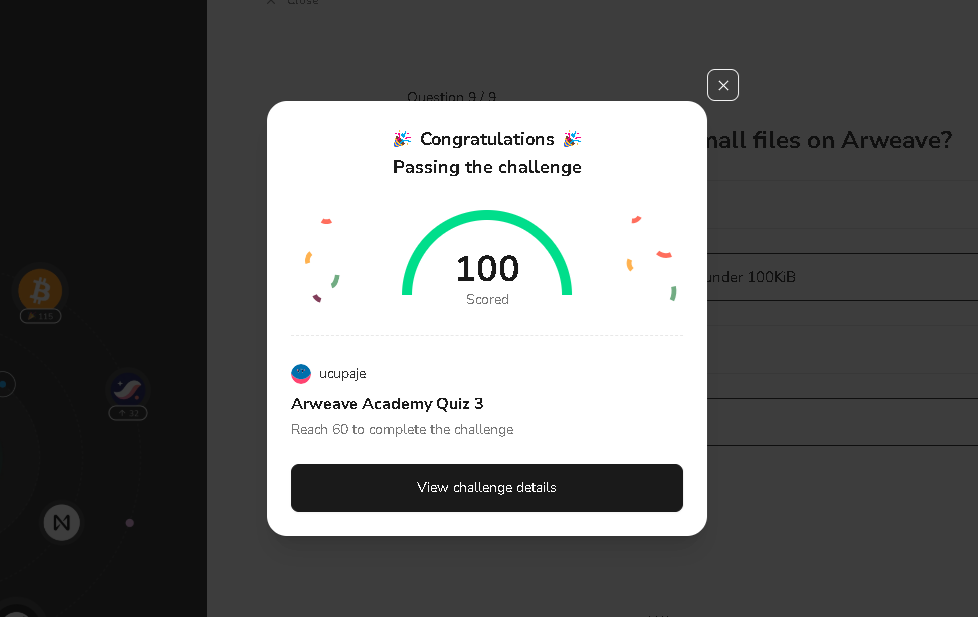 Close
Question 9 / 9
Congratulations
Passing the challenge
mall files on Arweave?
100
Scored
under 100KiB
115
32
ucupaje
Arweave Academy Quiz 3
Reach 60 to complete the challenge
View challenge details